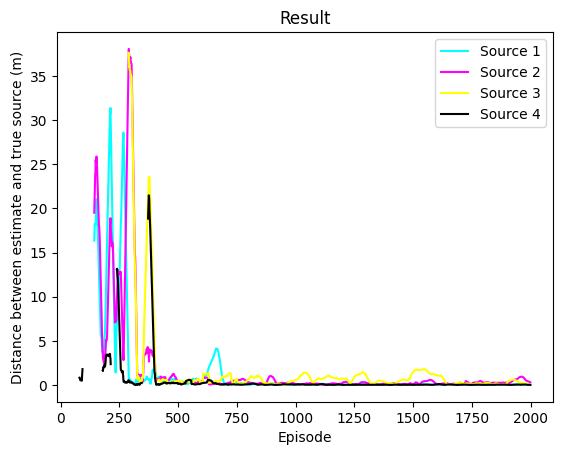 Result
Distance between estimate and true source (m)
35
30
25
20
15
10
5
0
Source 1
Source 2
Source 3
Source 4
0 250 500 750 1000 1250 1500 1750 2000
Episode